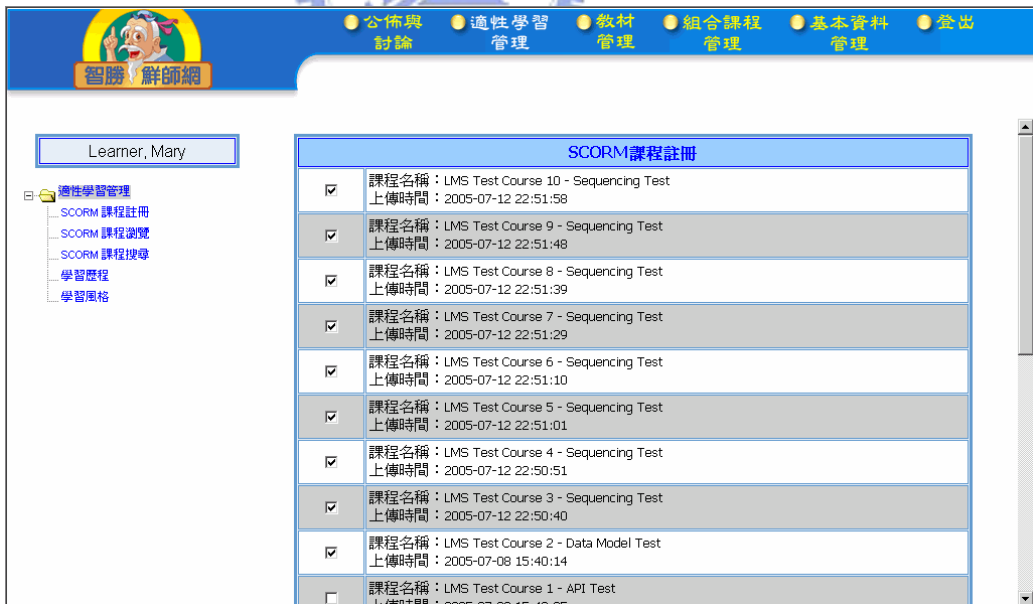 公佈與
討論
適性學習
管理
教材
管理
組合課程
管理
基本資料
管理
登出
智勝鮮師網
Learner, Mary
適性學習管理
SCORM 課程註冊
SCORM 課程瀏覽
SCORM 課程搜尋
學習歷程
學習風格
SCORM課程註冊
課程名稱：LMS Test Course 10 - Sequencing Test
上傳時間：2005-07-12 22:51:58
課程名稱：LMS Test Course 9 - Sequencing Test
上傳時間：2005-07-12 22:51:48
課程名稱：LMS Test Course 8 - Sequencing Test
上傳時間：2005-07-12 22:51:39
課程名稱：LMS Test Course 7 - Sequencing Test
上傳時間：2005-07-12 22:51:29
課程名稱：LMS Test Course 6 - Sequencing Test
上傳時間：2005-07-12 22:51:10
課程名稱：LMS Test Course 5 - Sequencing Test
上傳時間：2005-07-12 22:51:01
課程名稱：LMS Test Course 4 - Sequencing Test
上傳時間：2005-07-12 22:50:51
課程名稱：LMS Test Course 3 - Sequencing Test
上傳時間：2005-07-12 22:50:40
課程名稱：LMS Test Course 2 - Data Model Test
上傳時間：2005-07-08 15:40:14
課程名稱：LMS Test Course 1 - API Test